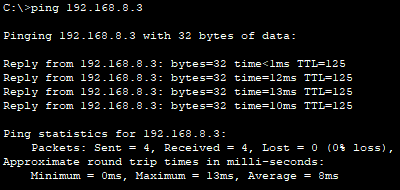 C:\>ping 192.168.8.3
Pinging 192.168.8.3 with 32 bytes of data:
Reply from 192.168.8.3: bytes=32 time<1ms TTL=125
Reply from 192.168.8.3: bytes=32 time=12ms TTL=125
Reply from 192.168.8.3: bytes=32 time=13ms TTL=125
Reply from 192.168.8.3: bytes=32 time=10ms TTL=125
Ping statistics for 192.168.8.3:
Packets: Sent = 4, Received = 4, Lost = 0 (0% loss),
Approximate round trip times in milli-seconds:
Minimum = 0ms, Maximum = 13ms, Average = 8ms